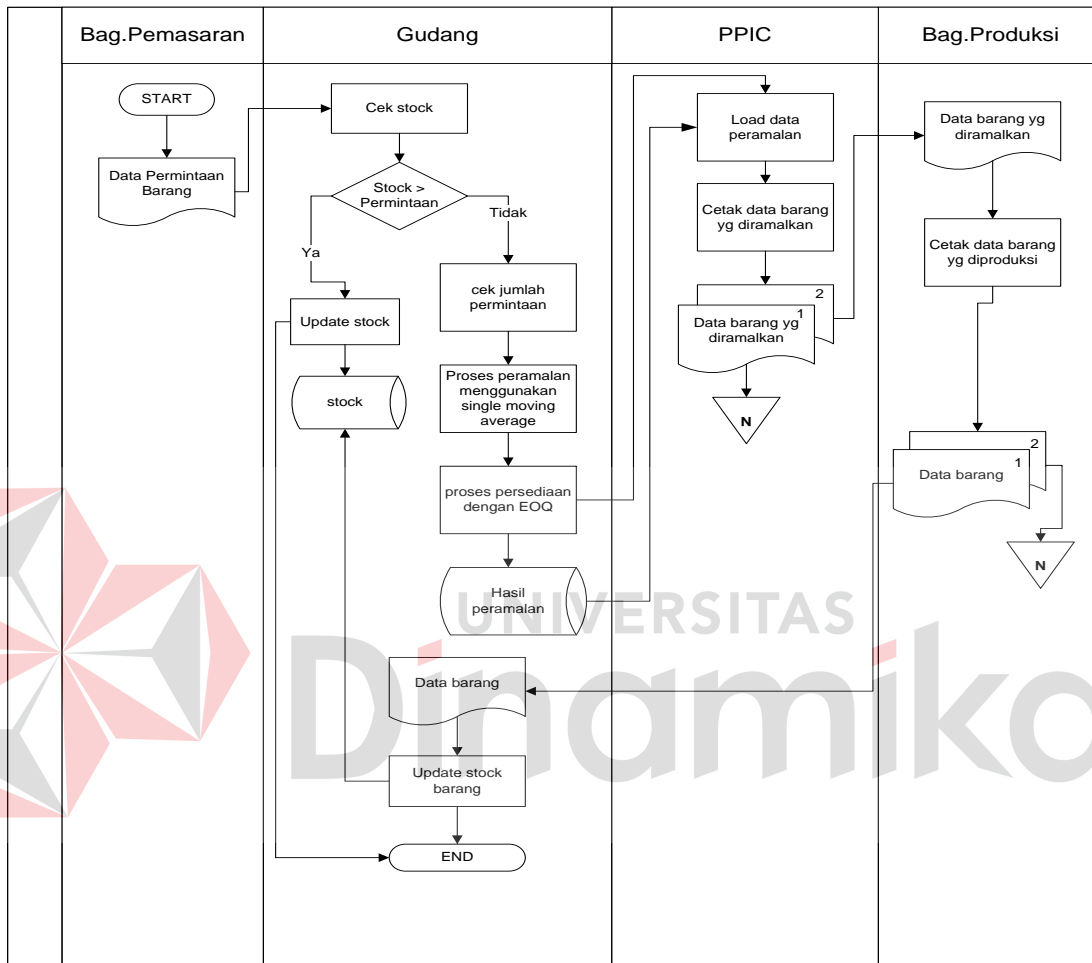 Bag.Pemasaran
Gudang
PPIC
Bag.Produksi
START
Data Permintaan
Barang
Cek stock
Stock >
Permintaan
Ya
Tidak
Update stock
stock
cek jumlah
permintaan
Proses peramalan
menggunakan
single moving
average
proses persediaan
dengan EOQ
Hasil
peramalan
Data barang
Update stock
barang
END
Load data
peramalan
Cetak data barang
yg diramalkan
2
1
Data barang yg
diramalkan
N
Data barang yg
diramalkan
Cetak data barang
yg diproduksi
2
1
Data barang
N
UNIVERSITAS
Dinamika